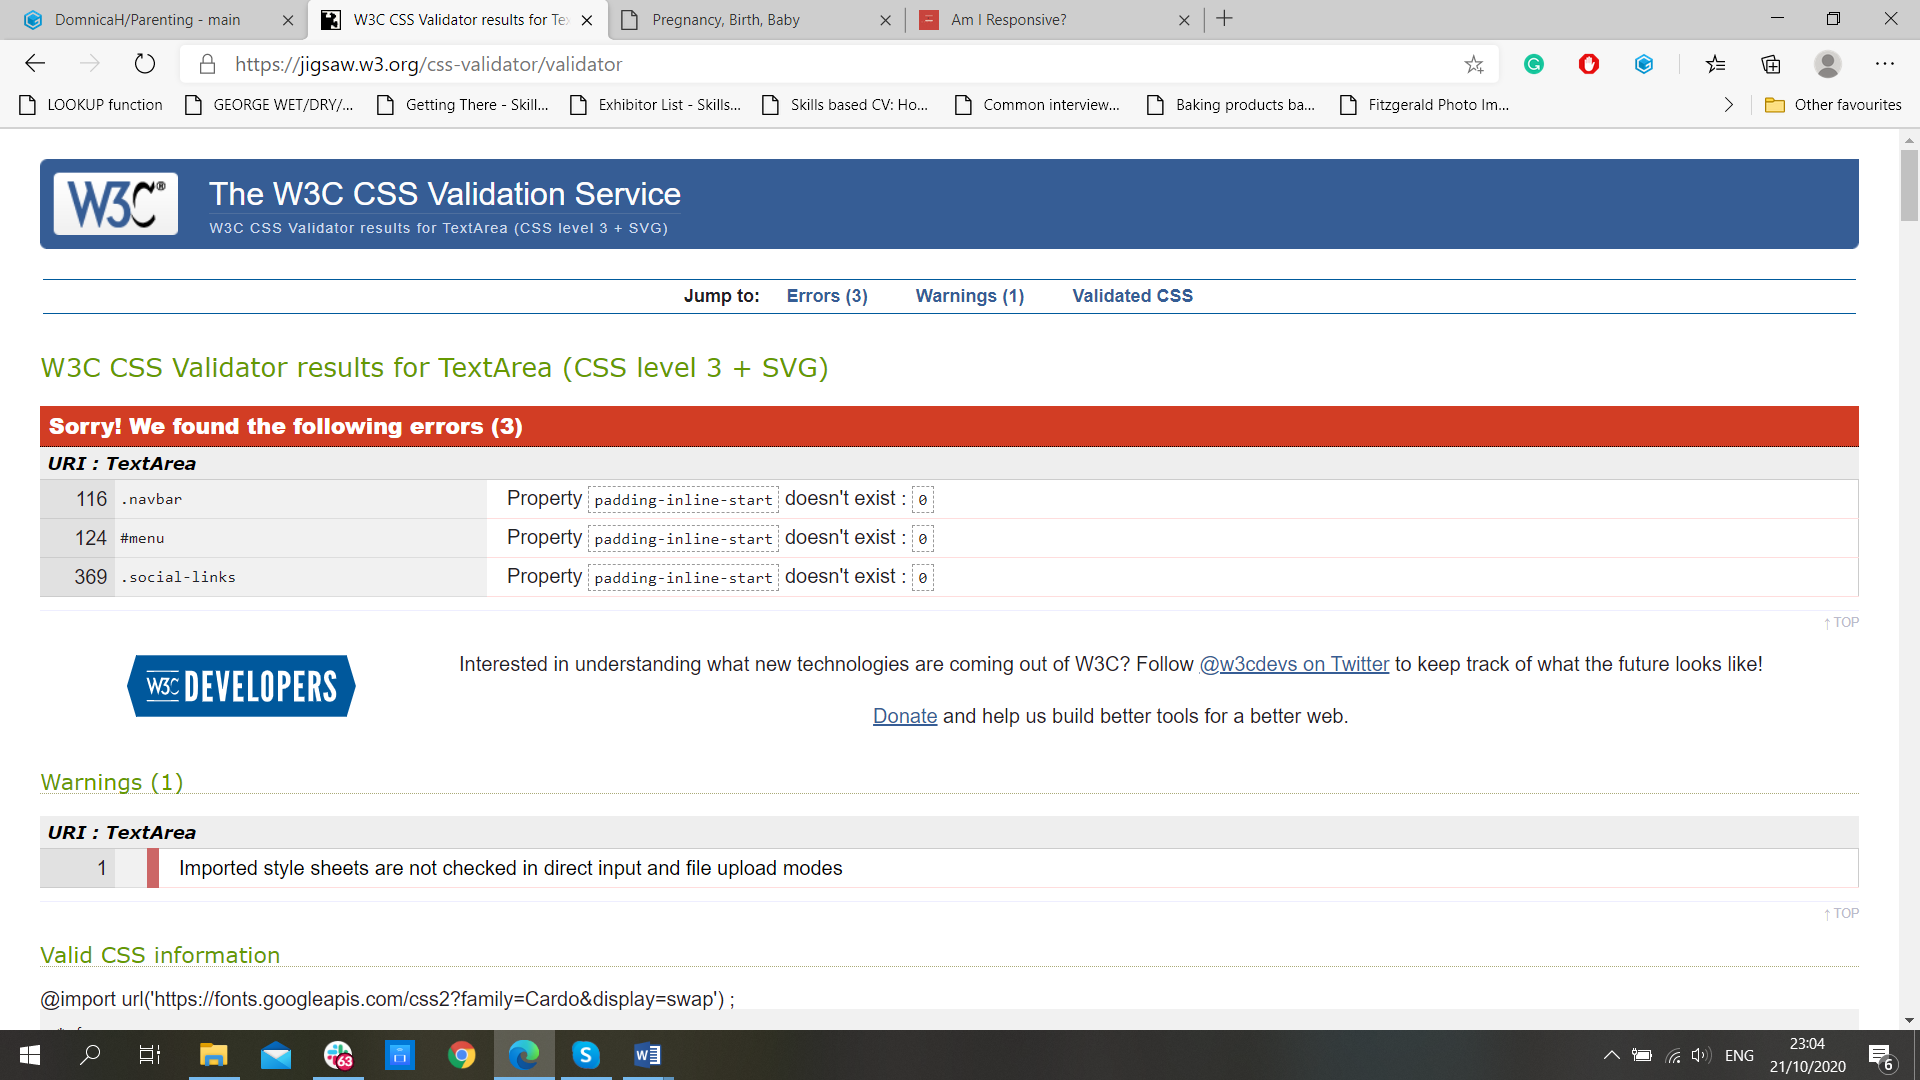 DomnicaH/Parenting - main
W3C CSS Validator results for Te
Pregnancy, Birth, Baby
Am I Responsive?
https://jigsaw.w3.org/css-validator/validator
LOOKUP function
GEORGE WET/DRY/...
Getting There - Skill...
Exhibitor List - Skills...
Skills based CV: Ho...
Common interview...
Baking products ba...
Fitzgerald Photo Im...
Other favourites
W3C®
The W3C CSS Validation Service
W3C CSS Validator results for TextArea (CSS level 3 + SVG)
Jump to: Errors (3) Warnings (1) Validated CSS
W3C CSS Validator results for TextArea (CSS level 3 + SVG)
Sorry! We found the following errors (3)
URI : TextArea
116 .navbar Property padding-inline-start doesn't exist : 0
124 #menu Property padding-inline-start doesn't exist : 0
369 .social-links Property padding-inline-start doesn't exist : 0
↑ TOP
W3C DEVELOPERS
Interested in understanding what new technologies are coming out of W3C? Follow @w3cdevs on Twitter to keep track of what the future looks like!
Donate and help us build better tools for a better web.
Warnings (1)
URI : TextArea
1 Imported style sheets are not checked in direct input and file upload modes
↑ TOP
Valid CSS information
@import url('https://fonts.googleapis.com/css2?family=Cardo&display=swap') ;
63
ENG
23:04
21/10/2020
6